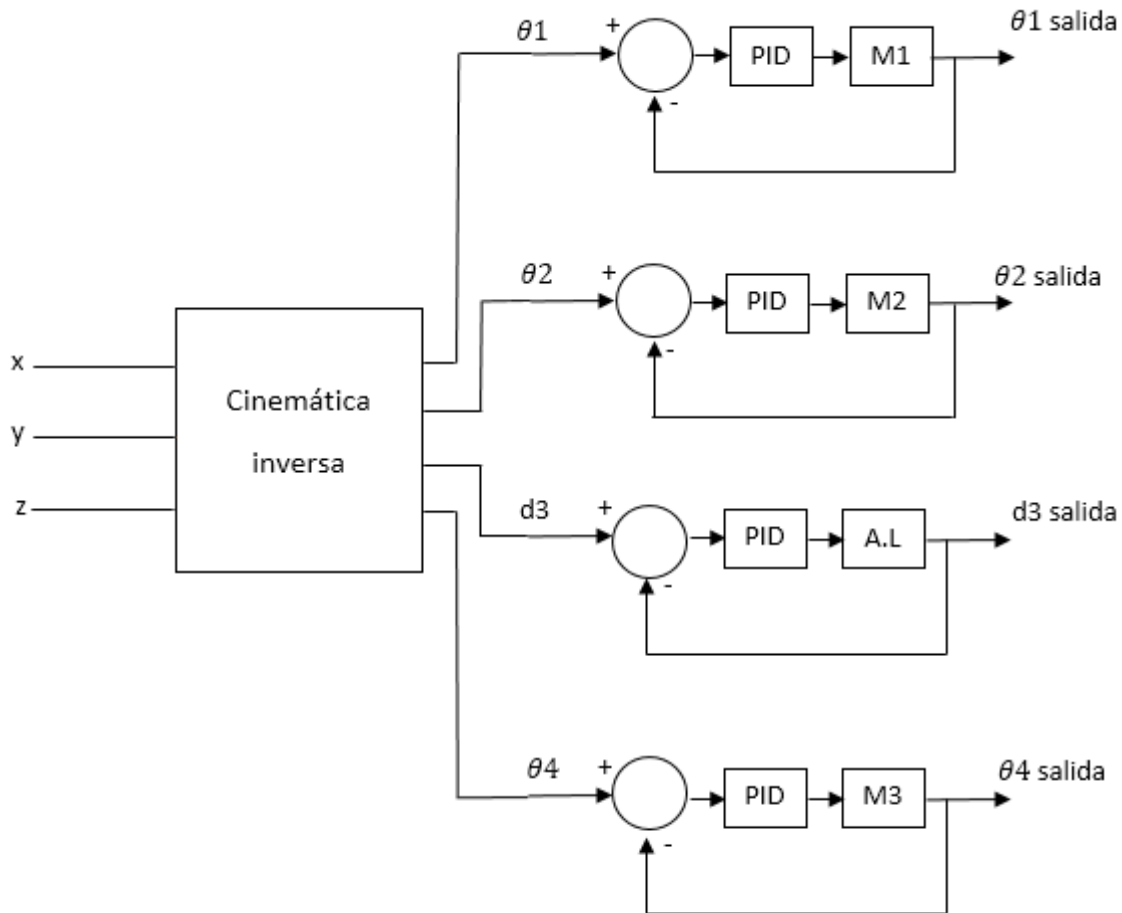 θ1
+
PID
M1
θ1 salida
-
θ2
+
PID
M2
θ2 salida
-
x
y
z
Cinemática
inversa
d3
+
PID
A.L
d3 salida
-
θ4
+
PID
M3
θ4 salida
-